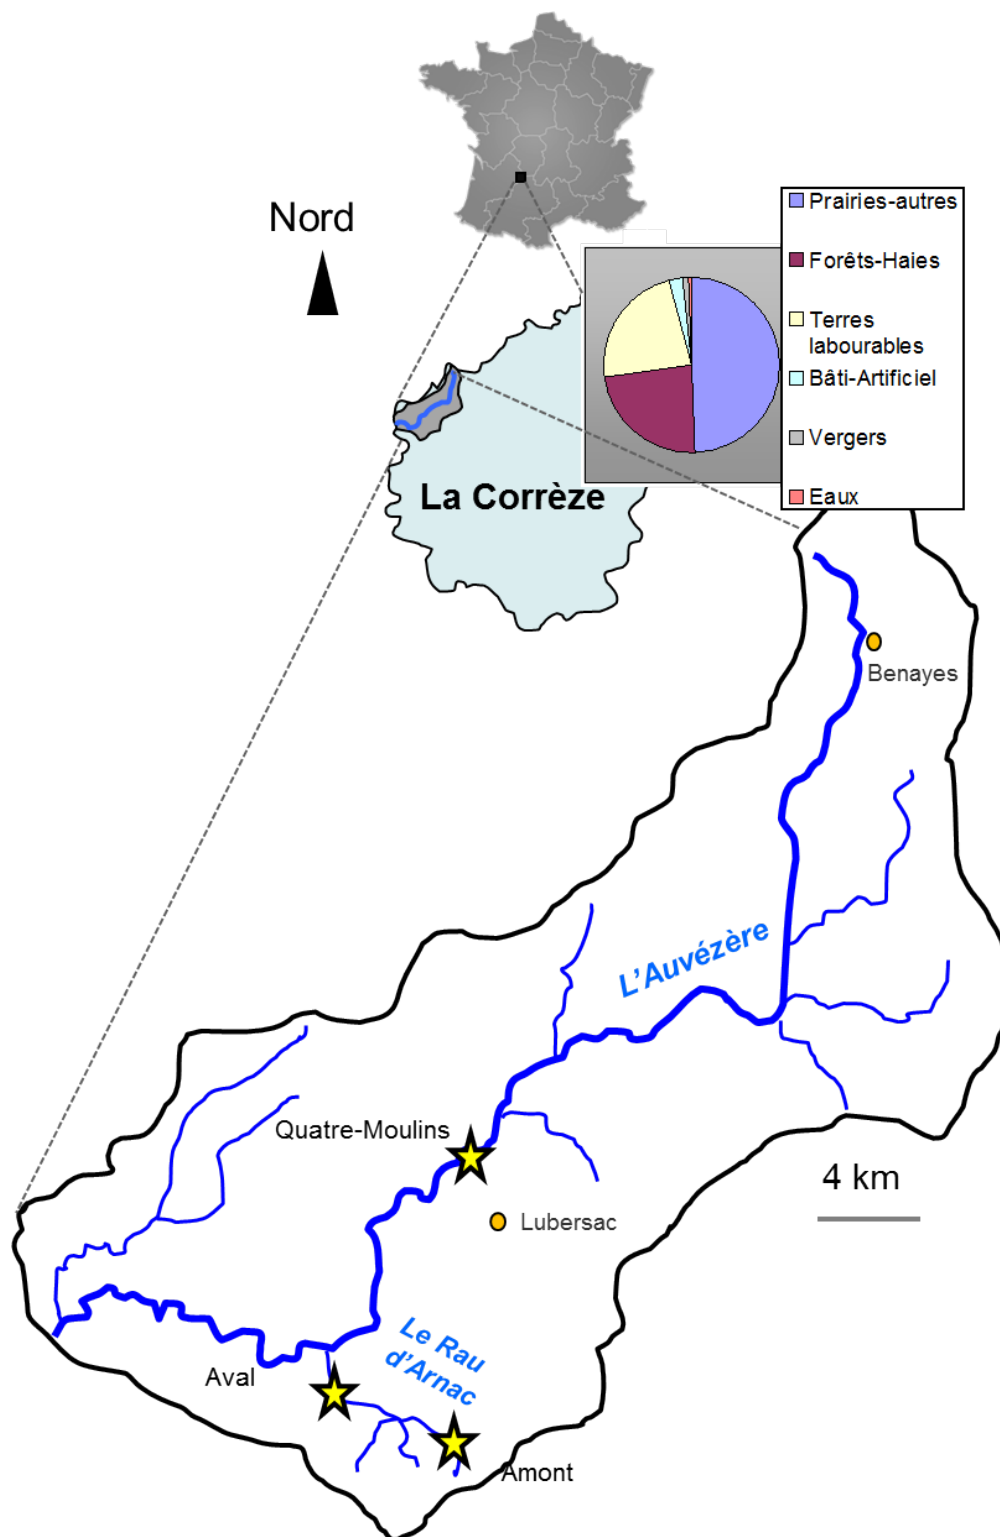 Nord
Prairies-autres
Forêts-Haies
Terres
labourables
Bâti-Artificiel
Vergers
Eaux
La Corrèze
Benayes
L'Auvézère
Quatre-Moulins
4 km
Lubersac
Le Rau
d'Arnac
Aval
Amont